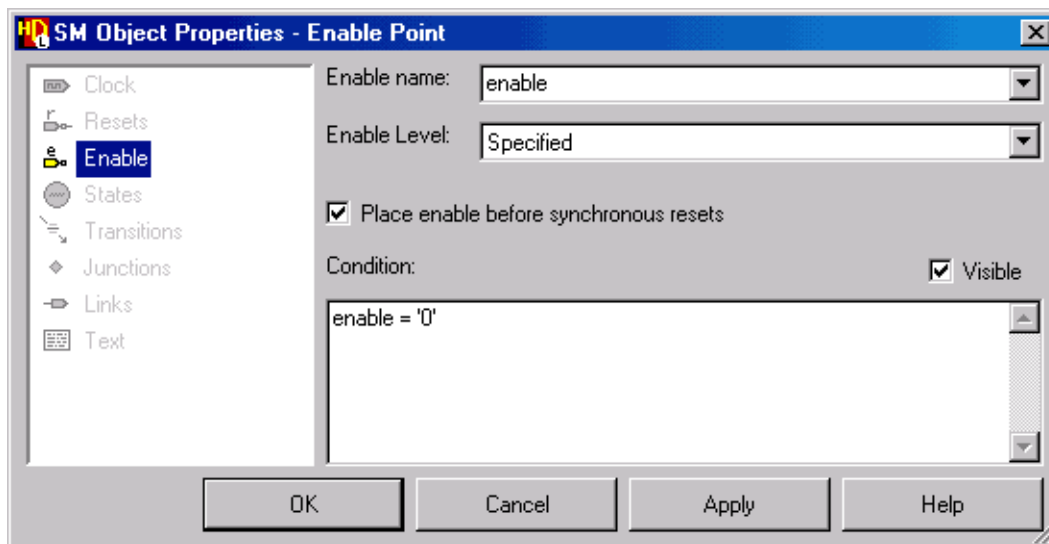 SM Object Properties - Enable Point
Clock
Resets
Enable
States
Transitions
Junctions
Links
Text
Enable name:
enable
Enable Level:
Specified
Place enable before synchronous resets
Condition:
Visible
enable = '0'
OK
Cancel
Apply
Help